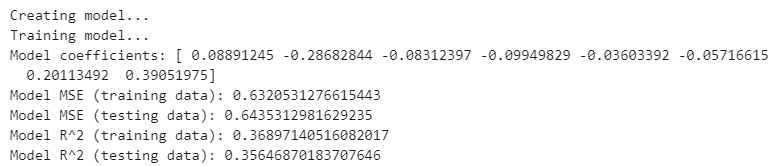 Creating model...
Training model...
Model coefficients: [ 0.08891245 -0.28682844 -0.08312397 -0.09949829 -0.03603392 -0.05716615
0.20113492  0.39051975]
Model MSE (training data): 0.6320531276615443
Model MSE (testing data): 0.6435312981629235
Model R^2 (training data): 0.36897140516082017
Model R^2 (testing data): 0.35646870183707646